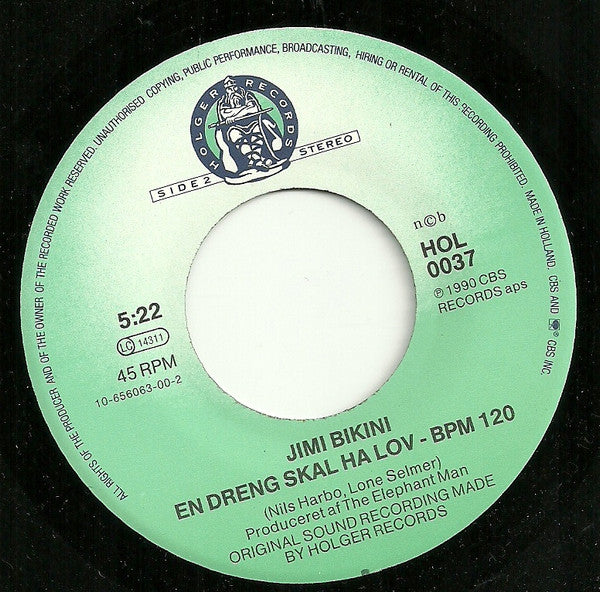 ALL RIGHTS OF THE PRODUCER AND OF THE OWNER OF THE RECORDED WORK RESERVED. UNAUTHORISED COPYING, PUBLIC PERFORMANCE, BROADCASTING, HIRING OR RENTAL OF THIS RECORDING PROHIBITED. MADE IN HOLLAND. CBS AND CBS INC.
HOLGER RECORDS
SIDE 2 STEREO
n©b
HOL
0037
℗ 1990 CBS
RECORDS aps
5:22
LC 14311
45 RPM
10-656063-00-2
JIMI BIKINI
EN DRENG SKAL HA LOV - BPM 120
(Nils Harbo, Lone Selmer)
Produceret af The Elephant Man
ORIGINAL SOUND RECORDING MADE
BY HOLGER RECORDS